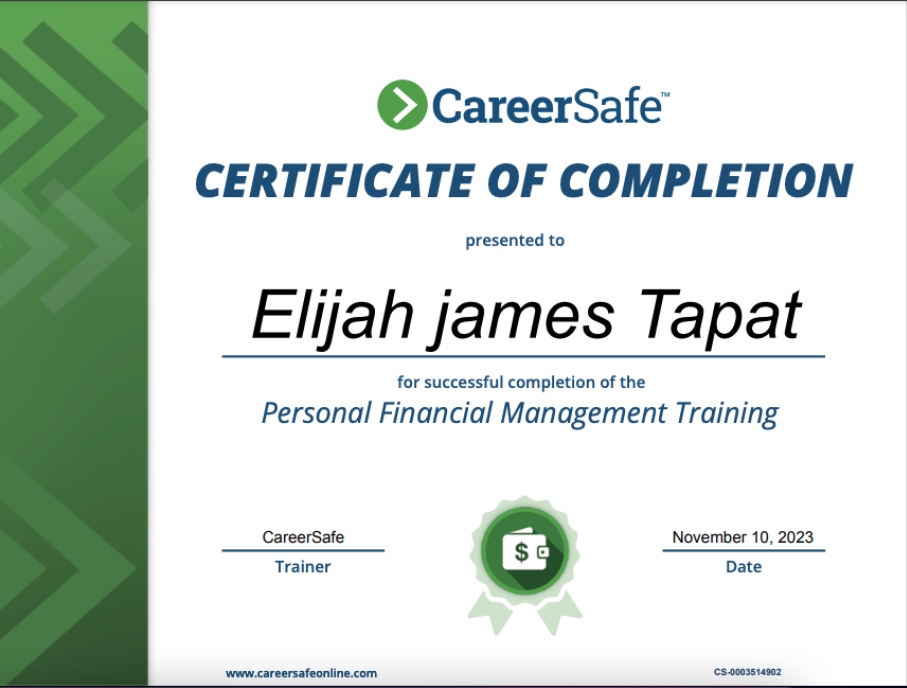 CareerSafe™
CERTIFICATE OF COMPLETION
presented to
Elijah james Tapat
for successful completion of the
Personal Financial Management Training
CareerSafe
Trainer
$
November 10, 2023
Date
www.careersafeonline.com
CS-0003514902